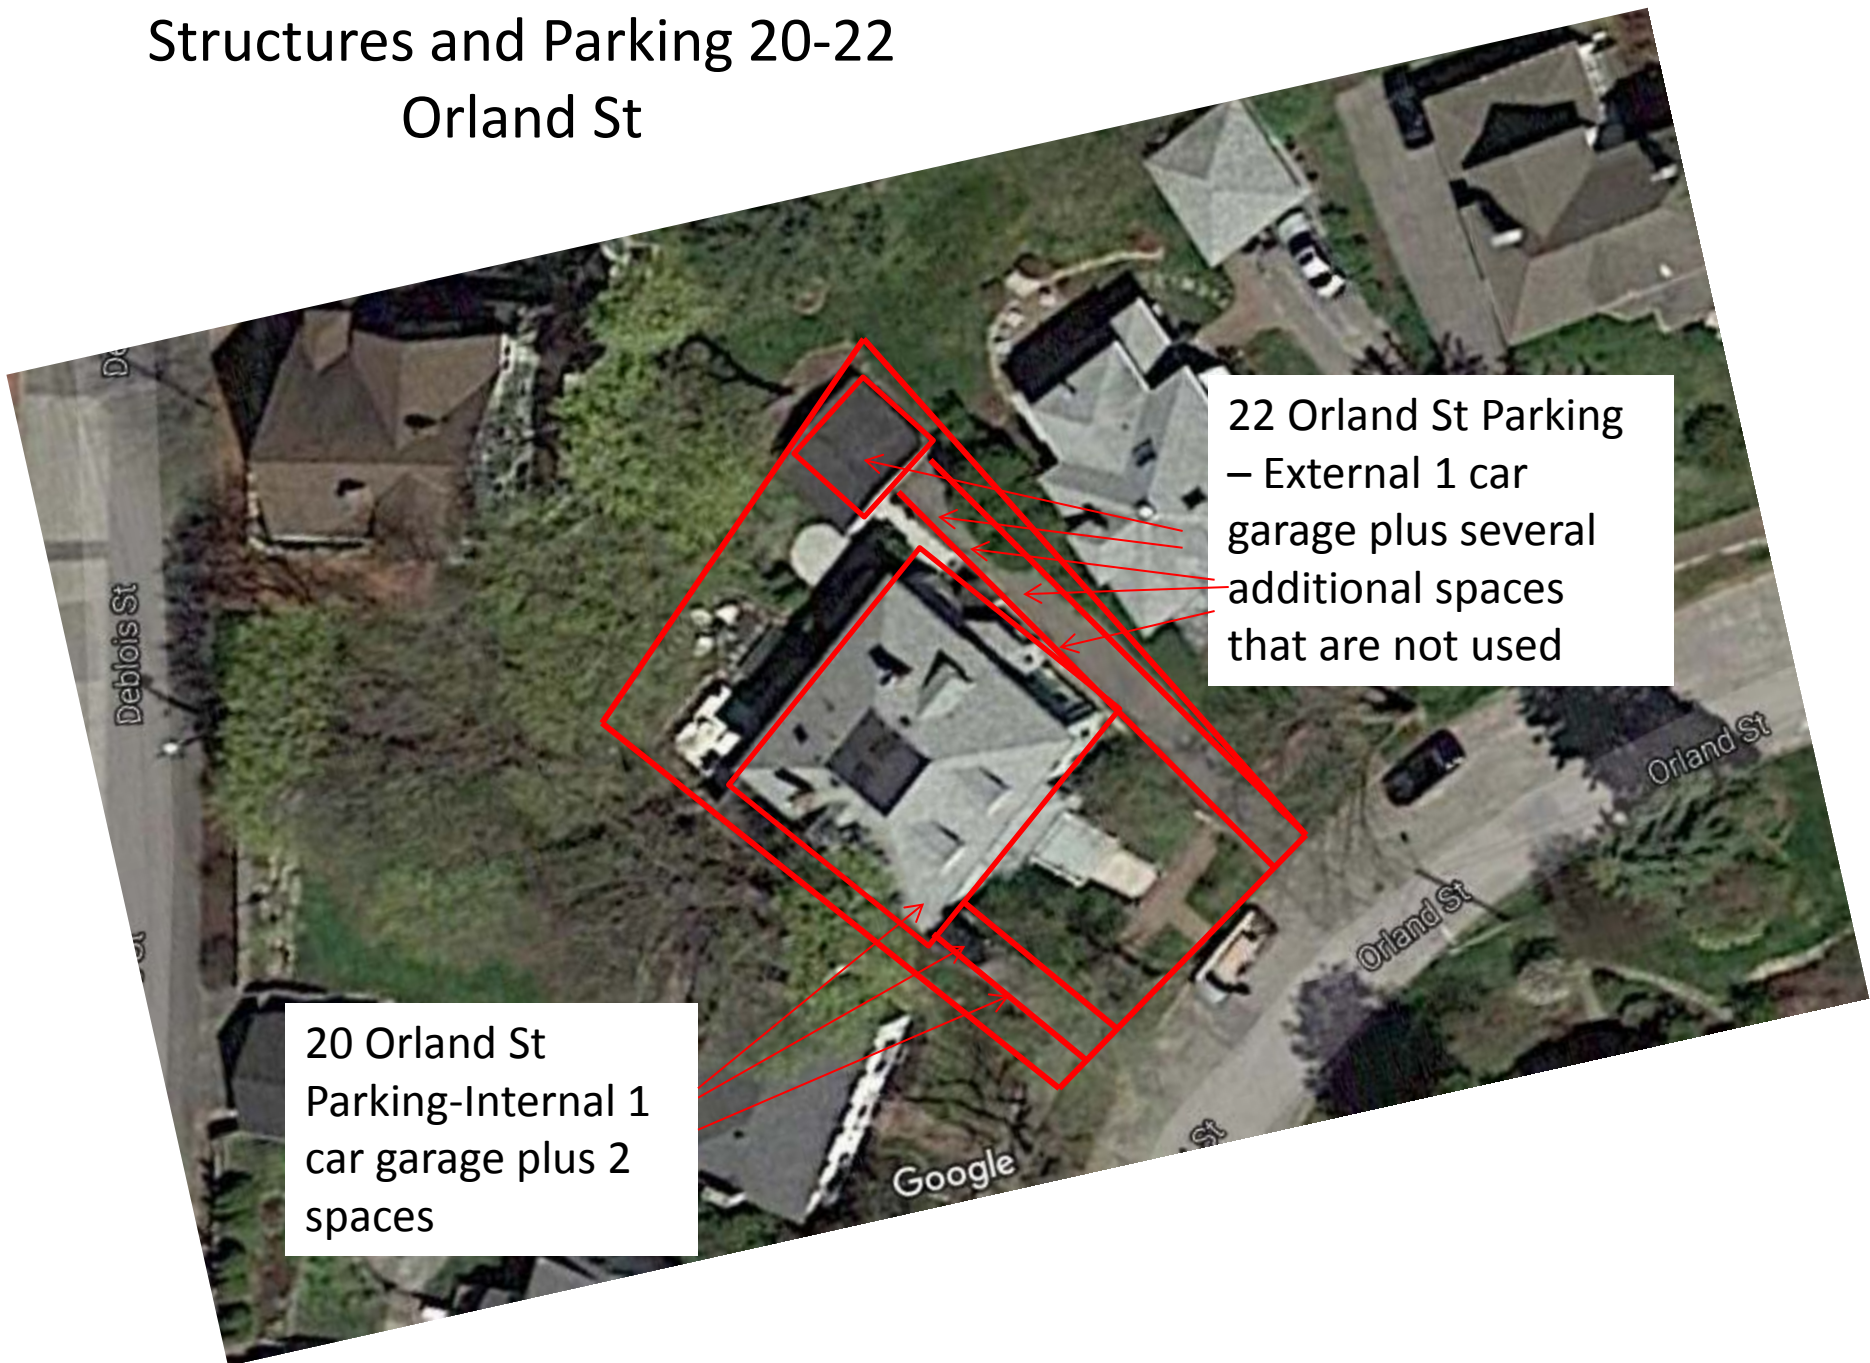 Structures and Parking 20-22
Orland St
De
22 Orland St Parking
– External 1 car
garage plus several
additional spaces
that are not used
Deblois St
Orland St
Orland St
20 Orland St
Parking-Internal 1
car garage plus 2
spaces
St
Google